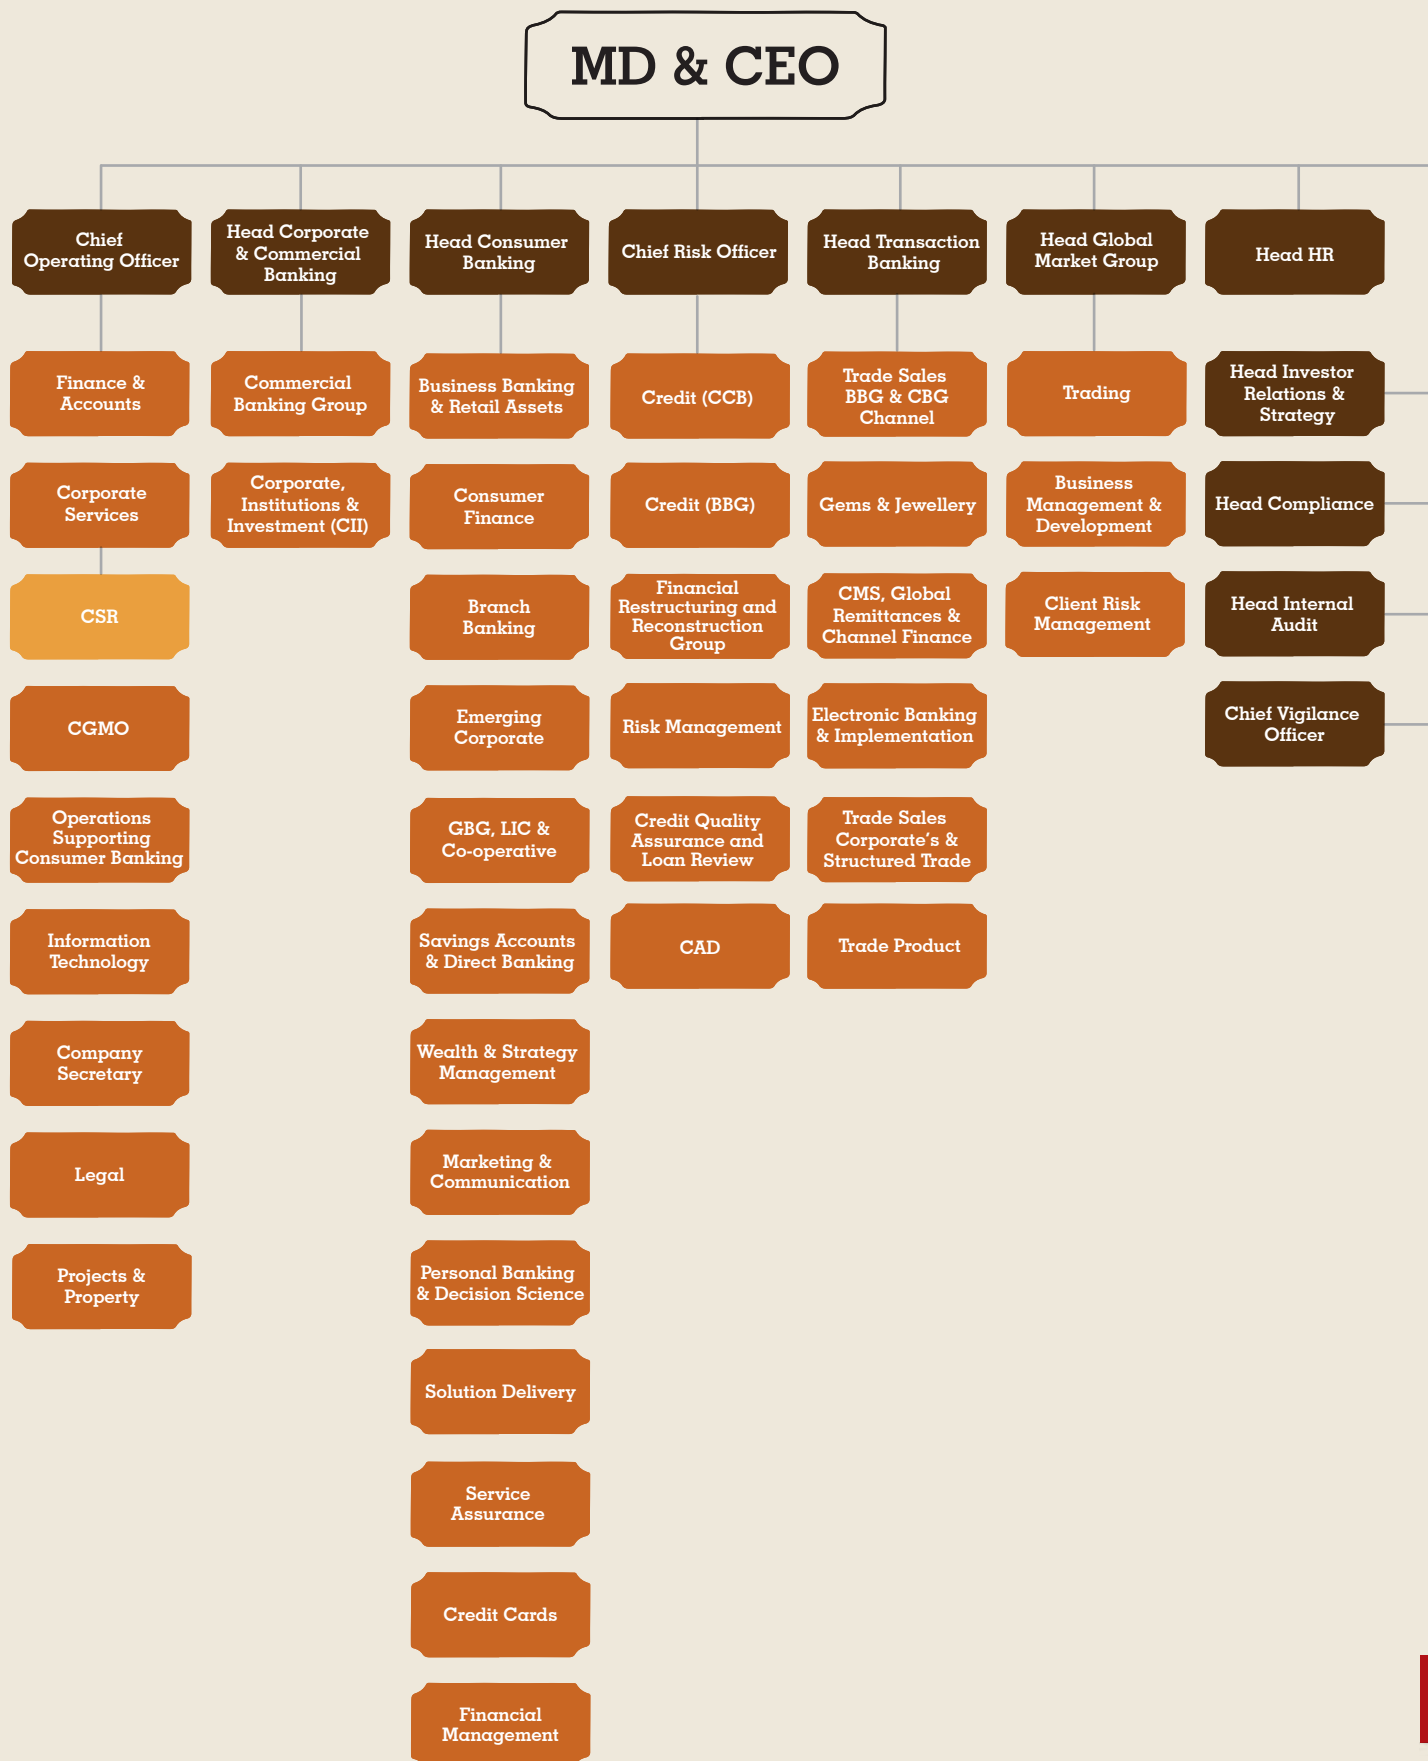 MD & CEO
Chief
Operating Officer
Head Corporate
& Commercial
Banking
Head Consumer
Banking
Chief Risk Officer
Head Transaction
Banking
Head Global
Market Group
Head HR
Finance &
Accounts
Corporate
Services
CSR
CGMO
Operations
Supporting
Consumer Banking
Information
Technology
Company
Secretary
Legal
Projects &
Property
Commercial
Banking Group
Corporate,
Institutions &
Investment (CII)
Business Banking
& Retail Assets
Consumer
Finance
Branch
Banking
Emerging
Corporate
GBG, LIC &
Co-operative
Savings Accounts
& Direct Banking
Wealth & Strategy
Management
Marketing &
Communication
Personal Banking
& Decision Science
Solution Delivery
Service
Assurance
Credit Cards
Financial
Management
Credit (CCB)
Credit (BBG)
Financial
Restructuring and
Reconstruction
Group
Risk Management
Credit Quality
Assurance and
Loan Review
CAD
Trade Sales
BBG & CBG
Channel
Gems & Jewellery
CMS, Global
Remittances &
Channel Finance
Electronic Banking
& Implementation
Trade Sales
Corporate's &
Structured Trade
Trade Product
Trading
Business
Management &
Development
Client Risk
Management
Head Investor
Relations &
Strategy
Head Compliance
Head Internal
Audit
Chief Vigilance
Officer